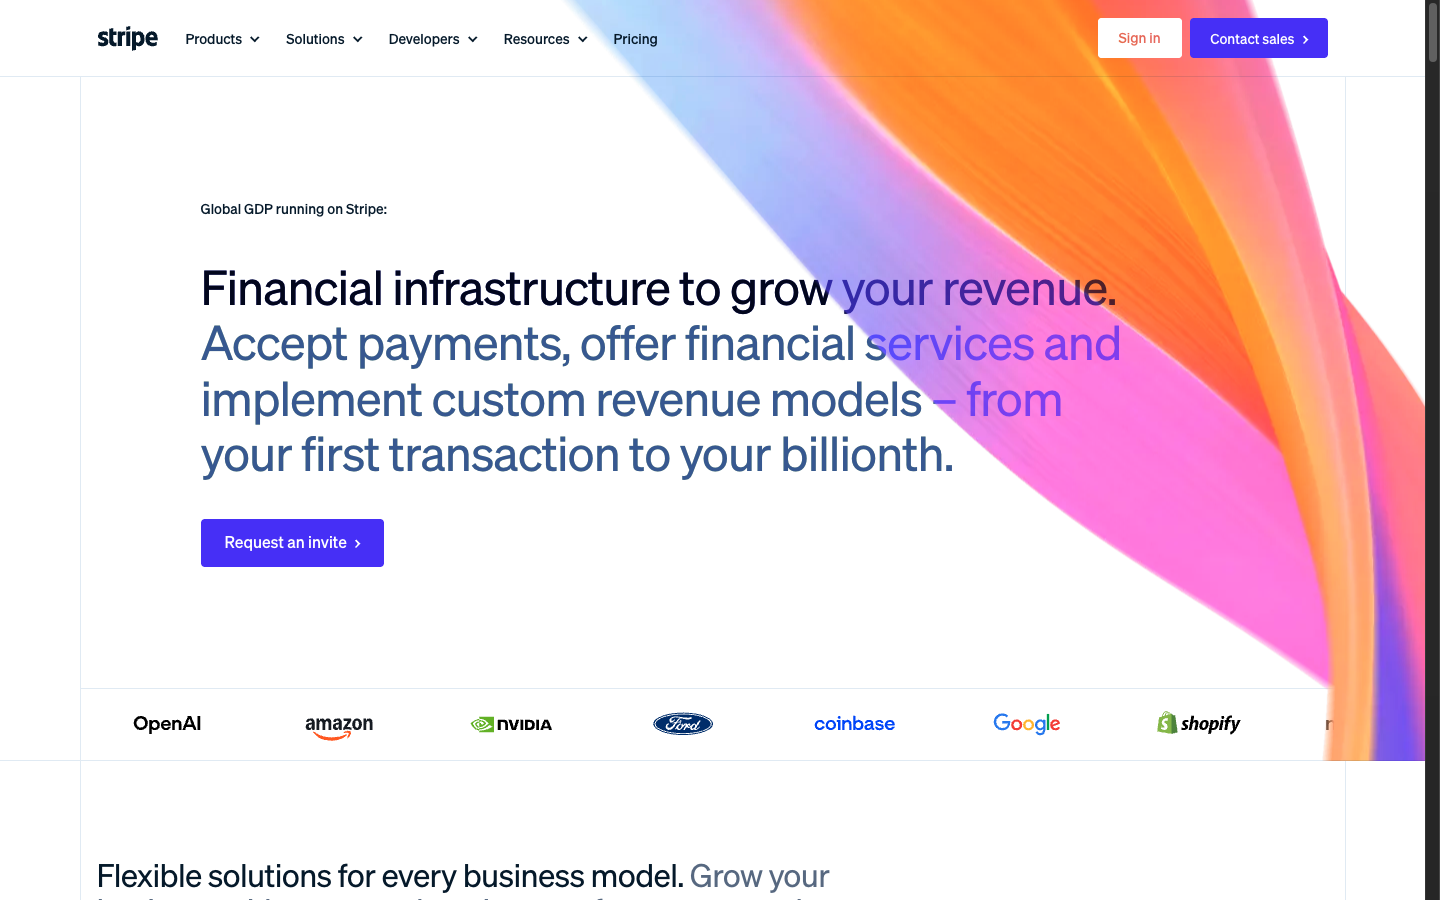 stripe
Products
Solutions
Developers
Resources
Pricing
Sign in
Contact sales
Global GDP running on Stripe:
Financial infrastructure to grow your revenue.
Accept payments, offer financial services and
implement custom revenue models – from
your first transaction to your billionth.
Request an invite
OpenAI
amazon
NVIDIA
Ford
coinbase
Google
shopify
Flexible solutions for every business model. Grow your